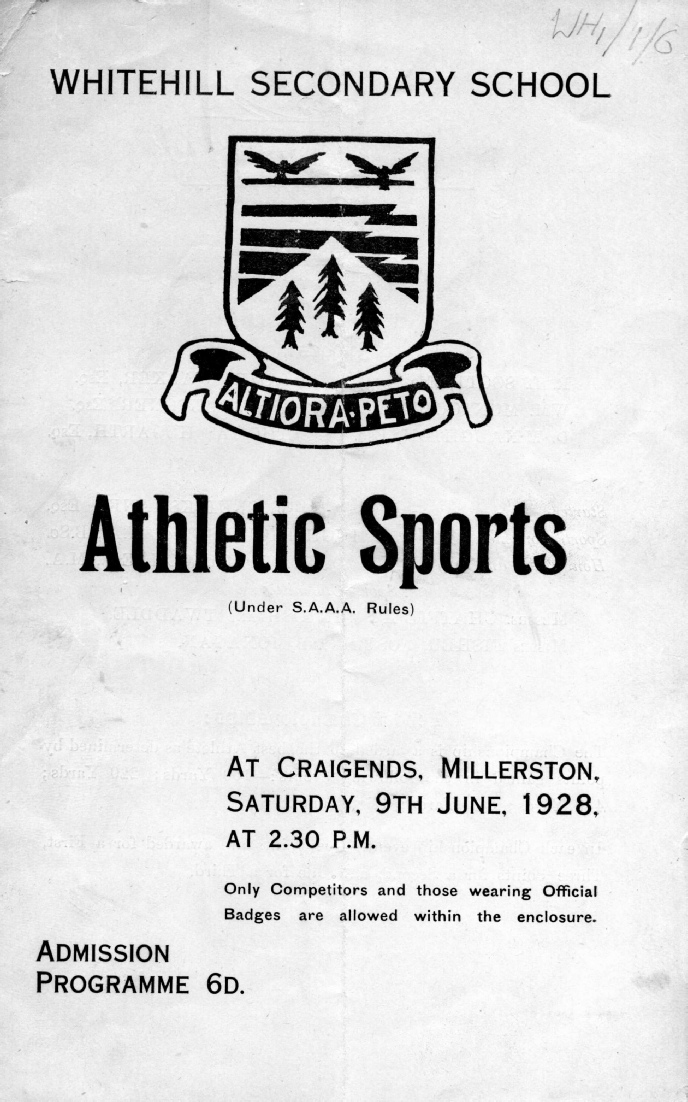 WH1/1/6
WHITEHILL SECONDARY SCHOOL
ALTIORA·PETO
Athletic Sports
(Under S.A.A.A. Rules)
AT CRAIGENDS, MILLERSTON,
SATURDAY, 9TH JUNE, 1928,
AT 2.30 P.M.
Only Competitors and those wearing Official
Badges are allowed within the enclosure.
ADMISSION
PROGRAMME 6D.